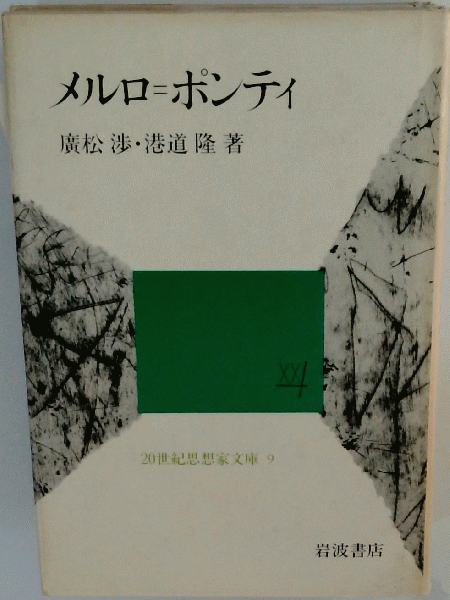 メルロ=ポンティ
廣松 渉・港道 隆 著
XX
20世紀思想家文庫 9
岩波書店